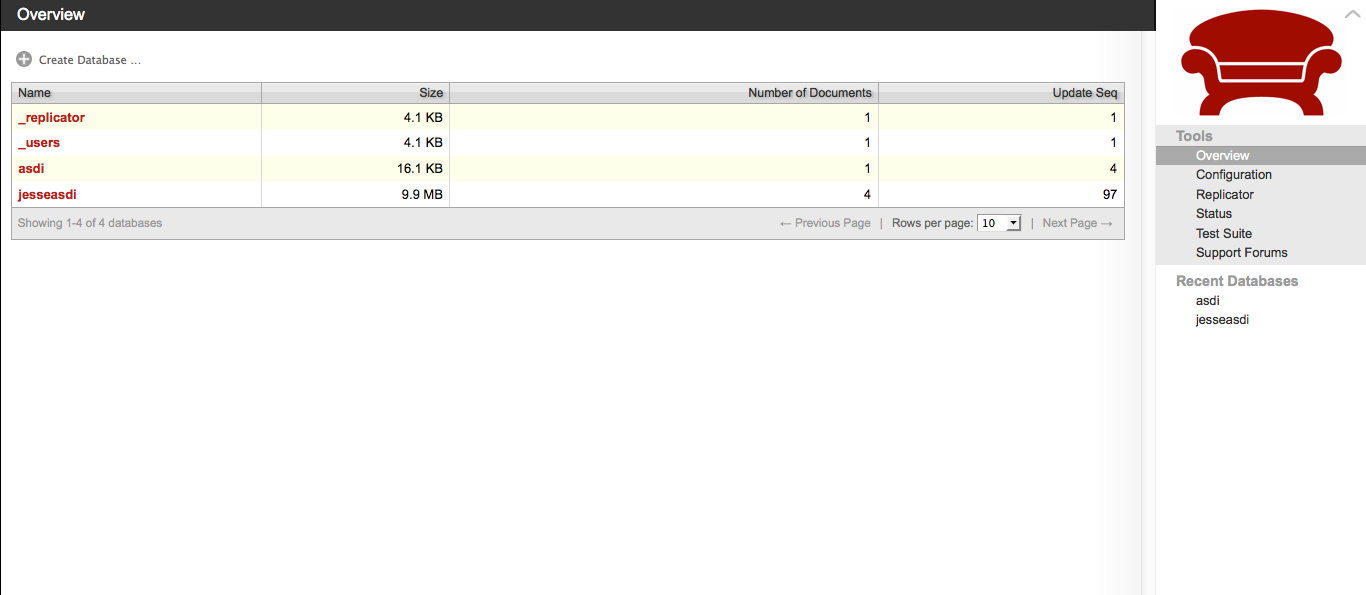 Overview
Create Database ...
Name Size Number of Documents Update Seq
_replicator 4.1 KB 1 1
_users 4.1 KB 1 1
asdi 16.1 KB 1 4
jesseasdi 9.9 MB 4 97
Showing 1-4 of 4 databases ← Previous Page | Rows per page: 10 | Next Page →
Tools
Overview
Configuration
Replicator
Status
Test Suite
Support Forums
Recent Databases
asdi
jesseasdi